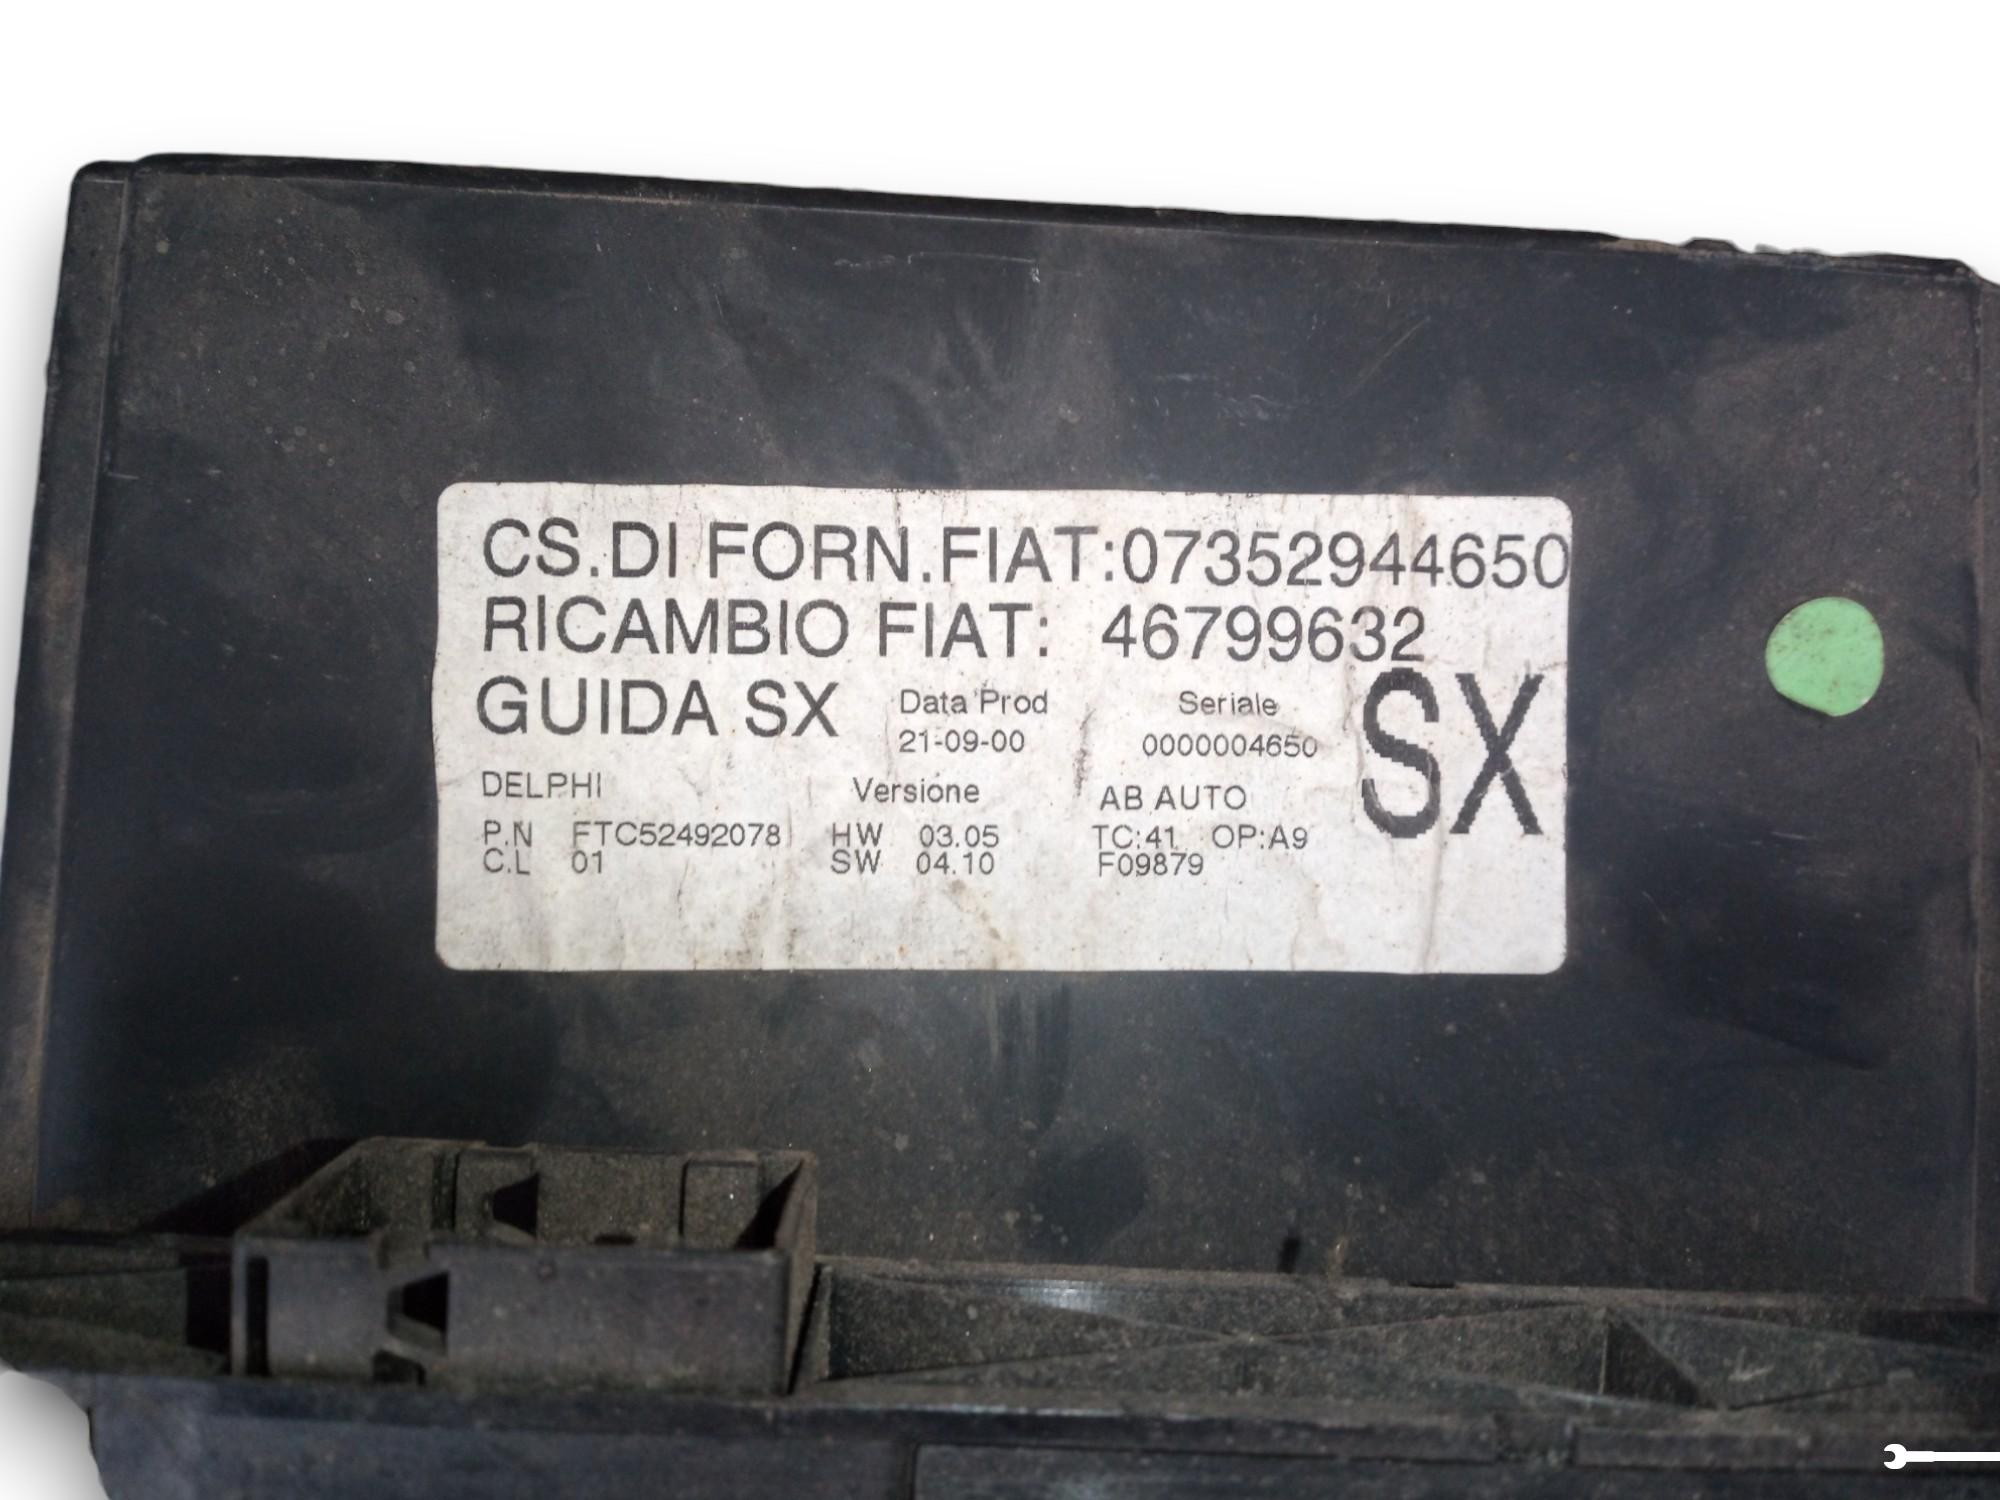 CS.DI FORN.FIAT:07352944650
RICAMBIO FIAT: 46799632
GUIDA SX Data Prod Seriale SX
21-09-00 0000004650
DELPHI Versione AB AUTO
P.N FTC52492078 HW 03.05 TC:41 OP:A9
C.L 01 SW 04.10 F09879